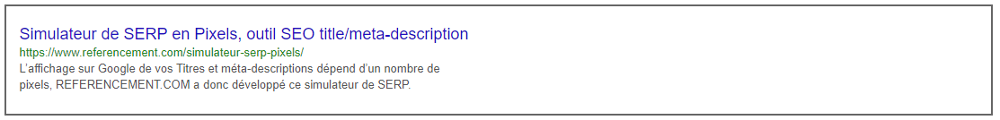 Simulateur de SERP en Pixels, outil SEO title/meta-description
https://www.referencement.com/simulateur-serp-pixels/
L’affichage sur Google de vos Titres et méta-descriptions dépend d’un nombre de
pixels, REFERENCEMENT.COM a donc développé ce simulateur de SERP.